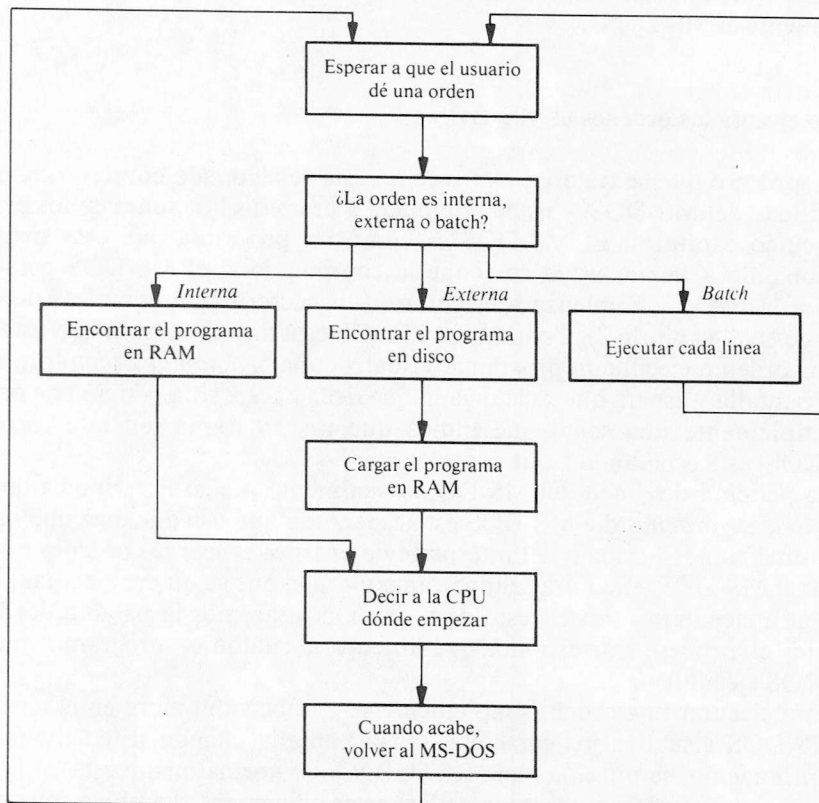 Esperar a que el usuario
dé una orden
¿La orden es interna,
externa o batch?
Interna
Externa
Batch
Encontrar el programa
en RAM
Encontrar el programa
en disco
Ejecutar cada línea
Cargar el programa
en RAM
Decir a la CPU
dónde empezar
Cuando acabe,
volver al MS-DOS